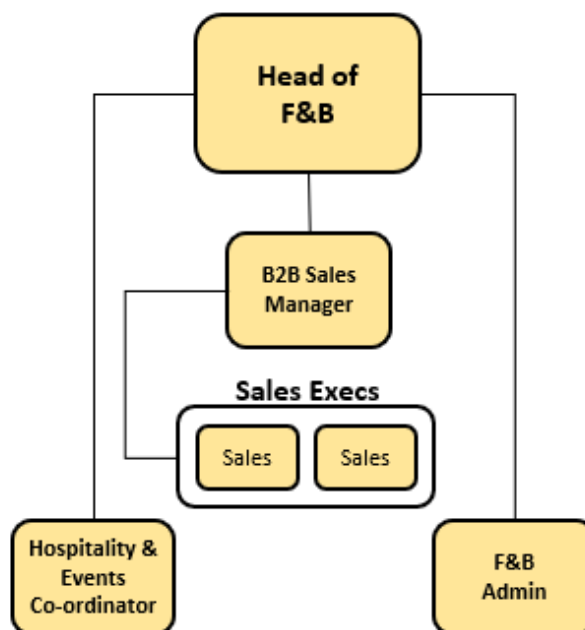 Head of
F&B
B2B Sales
Manager
Sales Execs
Sales
Sales
Hospitality &
Events
Co-ordinator
F&B
Admin